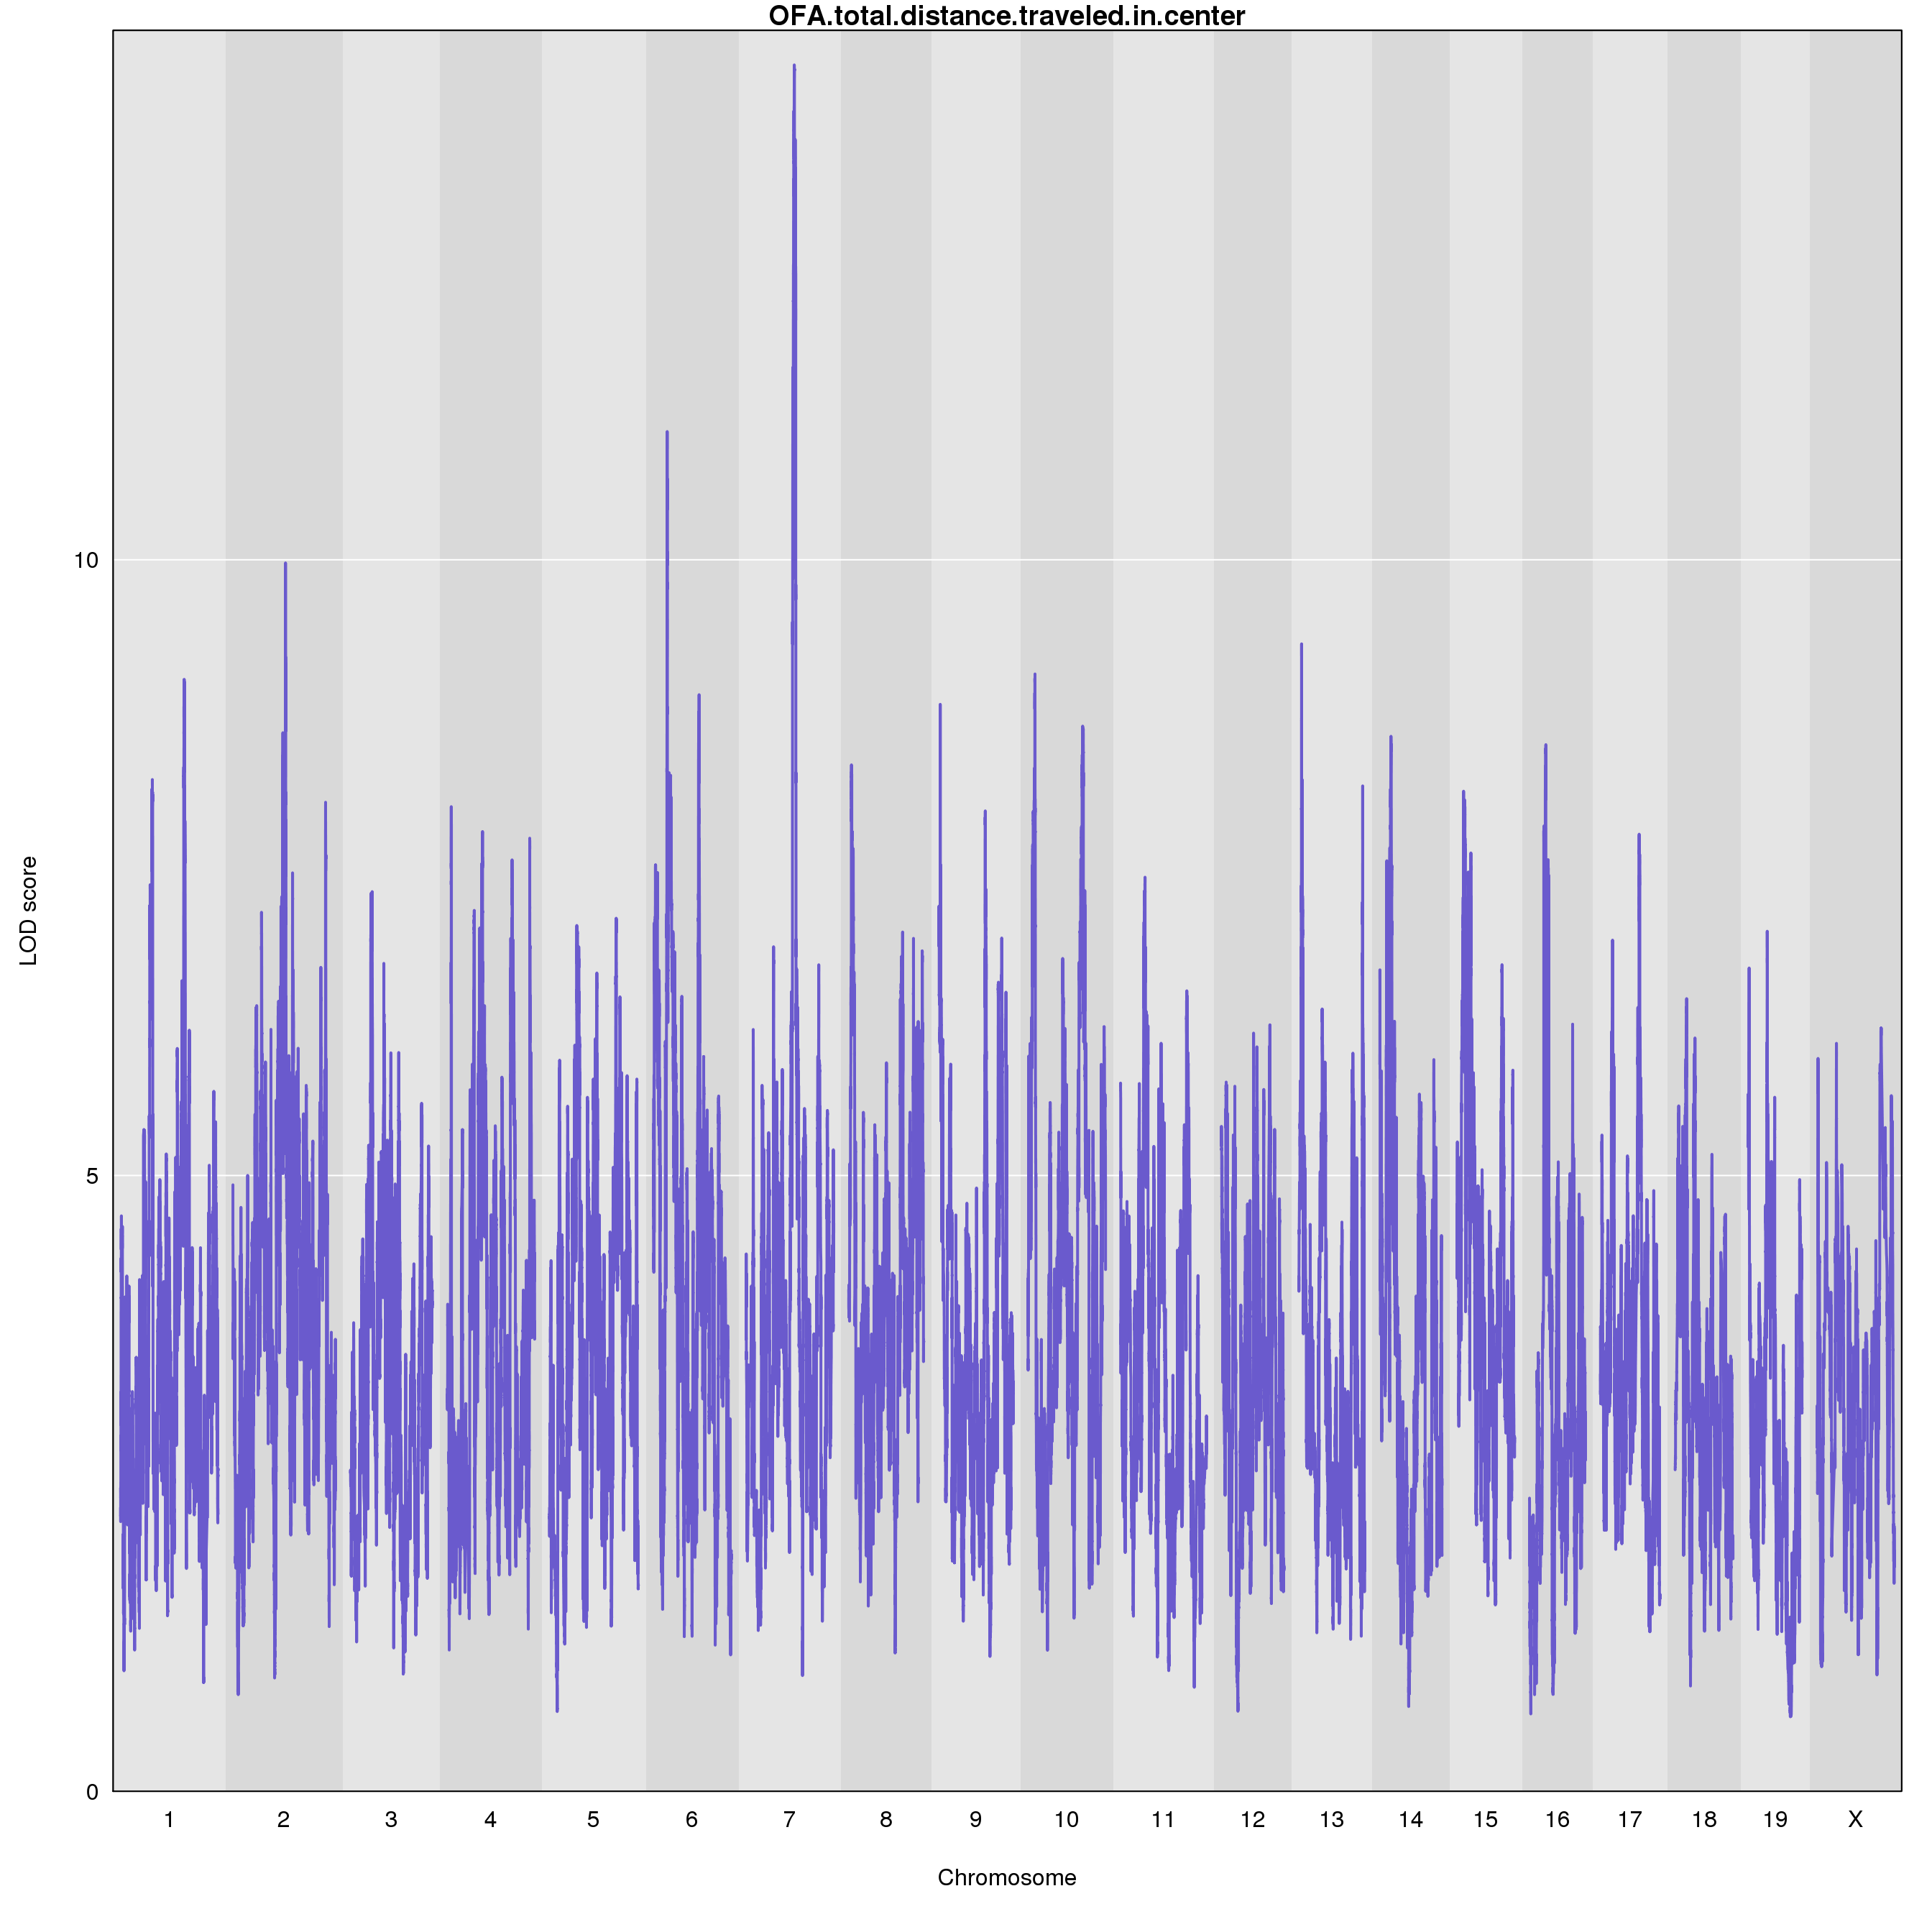 OFA.total.distance.traveled.in.center
LOD score
10
5
0
1 2 3 4 5 6 7 8 9 10 11 12 13 14 15 16 17 18 19 X
Chromosome